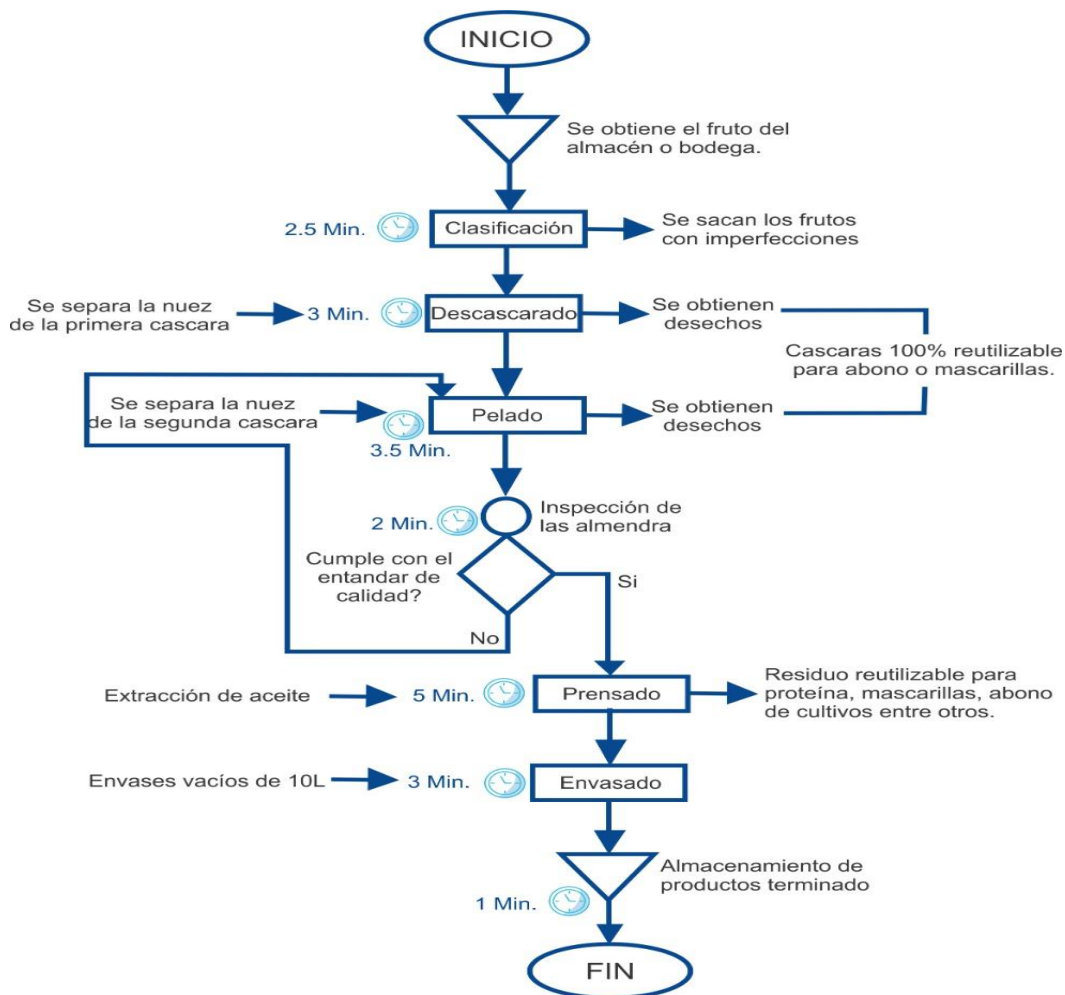 INICIO
Se obtiene el fruto del
almacén o bodega.
2.5 Min.
Clasificación
Se sacan los frutos
con imperfecciones
Se separa la nuez
de la primera cascara
3 Min.
Descascarado
Se obtienen
desechos
Cascaras 100% reutilizable
para abono o mascarillas.
Se separa la nuez
de la segunda cascara
3.5 Min.
Pelado
Se obtienen
desechos
2 Min.
Inspección de
las almendra
Cumple con el
entandar de
calidad?
Si
No
Extracción de aceite
5 Min.
Prensado
Residuo reutilizable para
proteína, mascarillas, abono
de cultivos entre otros.
Envases vacíos de 10L
3 Min.
Envasado
Almacenamiento de
productos terminado
1 Min.
FIN